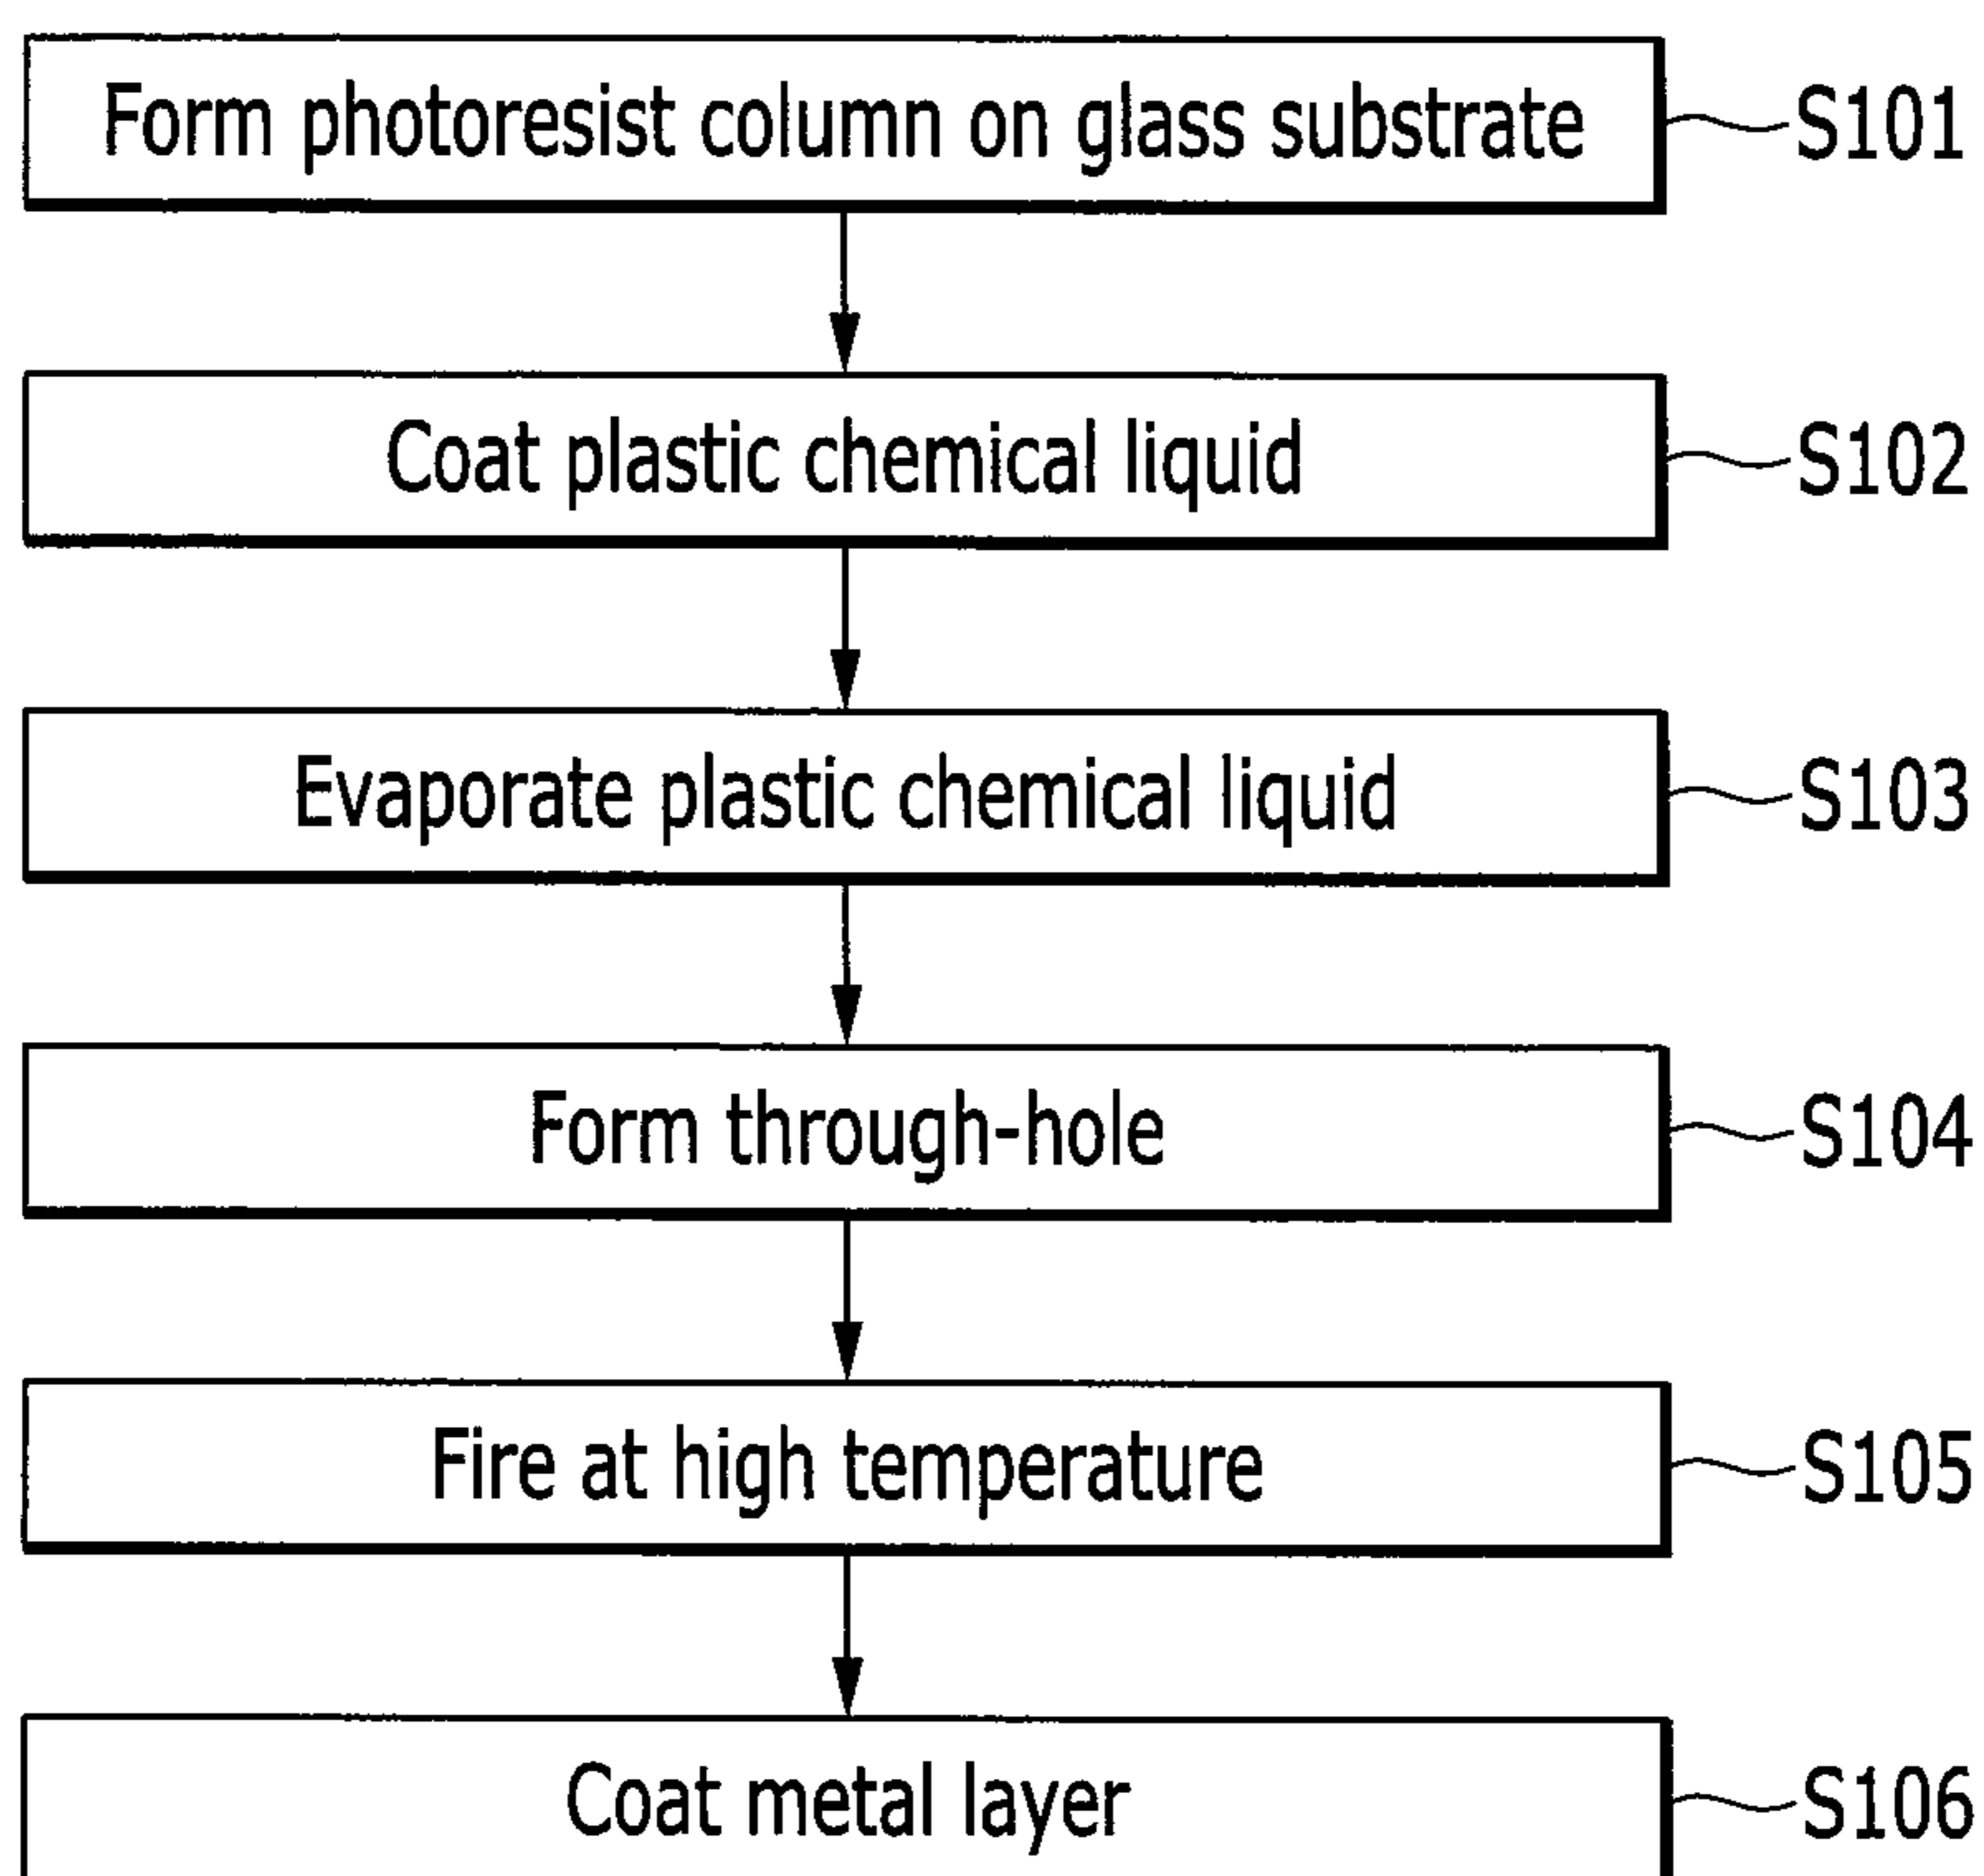 Form photoresist column on glass substrate S101
Coat plastic chemical liquid S102
Evaporate plastic chemical liquid S103
Form through-hole S104
Fire at high temperature S105
Coat metal layer S106